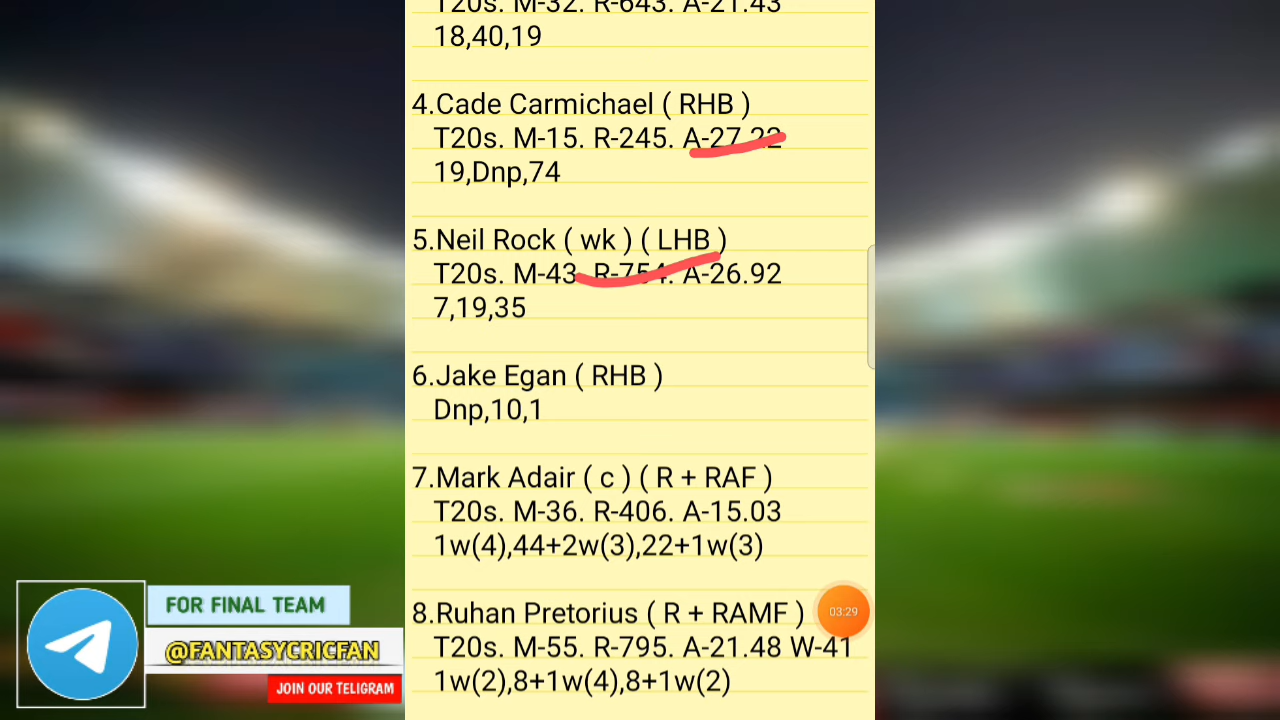 T20s. M-32. R-643. A-21.43
18,40,19
4.Cade Carmichael ( RHB )
T20s. M-15. R-245. A-27.22
19,Dnp,74
5.Neil Rock ( wk ) ( LHB )
T20s. M-43. R-754. A-26.92
7,19,35
6.Jake Egan ( RHB )
Dnp,10,1
7.Mark Adair ( c ) ( R + RAF )
T20s. M-36. R-406. A-15.03
1w(4),44+2w(3),22+1w(3)
8.Ruhan Pretorius ( R + RAMF )
T20s. M-55. R-795. A-21.48 W-41
1w(2),8+1w(4),8+1w(2)
03:29
FOR FINAL TEAM
@FANTASYCRICFAN
JOIN OUR TELIGRAM